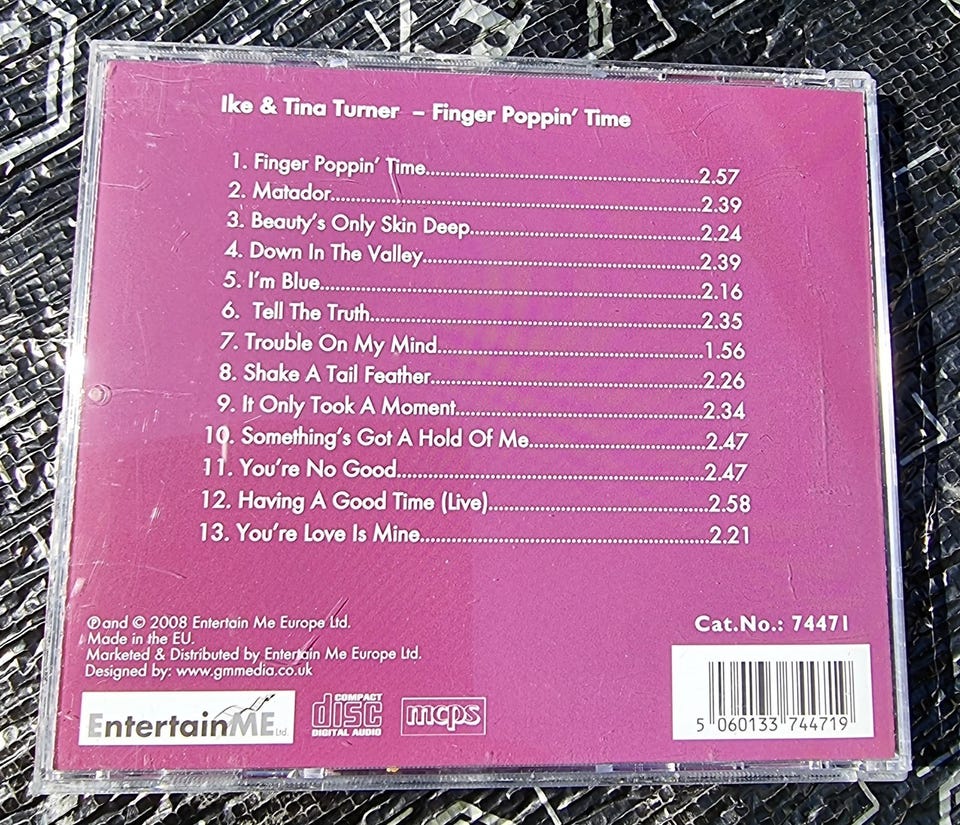 Ike & Tina Turner – Finger Poppin' Time
1. Finger Poppin' Time...2.57
2. Matador...2.39
3. Beauty's Only Skin Deep...2.24
4. Down In The Valley...2.39
5. I'm Blue...2.16
6. Tell The Truth...2.35
7. Trouble On My Mind...1.56
8. Shake A Tail Feather...2.26
9. It Only Took A Moment...2.34
10. Something's Got A Hold Of Me...2.47
11. You're No Good...2.47
12. Having A Good Time (Live)...2.58
13. You're Love Is Mine...2.21
℗ and © 2008 Entertain Me Europe Ltd.
Made in the EU.
Marketed & Distributed by Entertain Me Europe Ltd.
Designed by: www.gmmedia.co.uk
Cat.No.: 74471
EntertainME Ltd.
COMPACT
disc
DIGITAL AUDIO
mcps
5 060133 744719